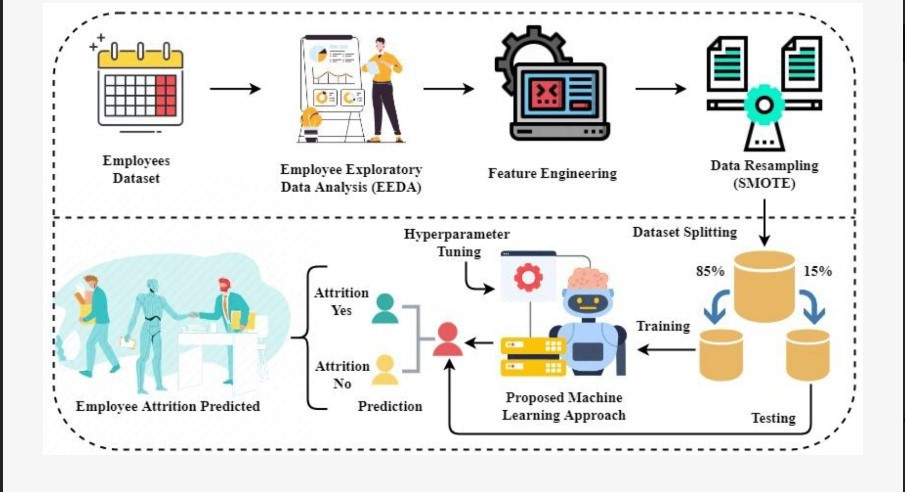 Employees
Dataset
Employee Exploratory
Data Analysis (EEDA)
Feature Engineering
Data Resampling
(SMOTE)
Hyperparameter
Tuning
Dataset Splitting
85%
15%
Attrition
Yes
Training
Attrition
No
Employee Attrition Predicted
Prediction
Proposed Machine
Learning Approach
Testing